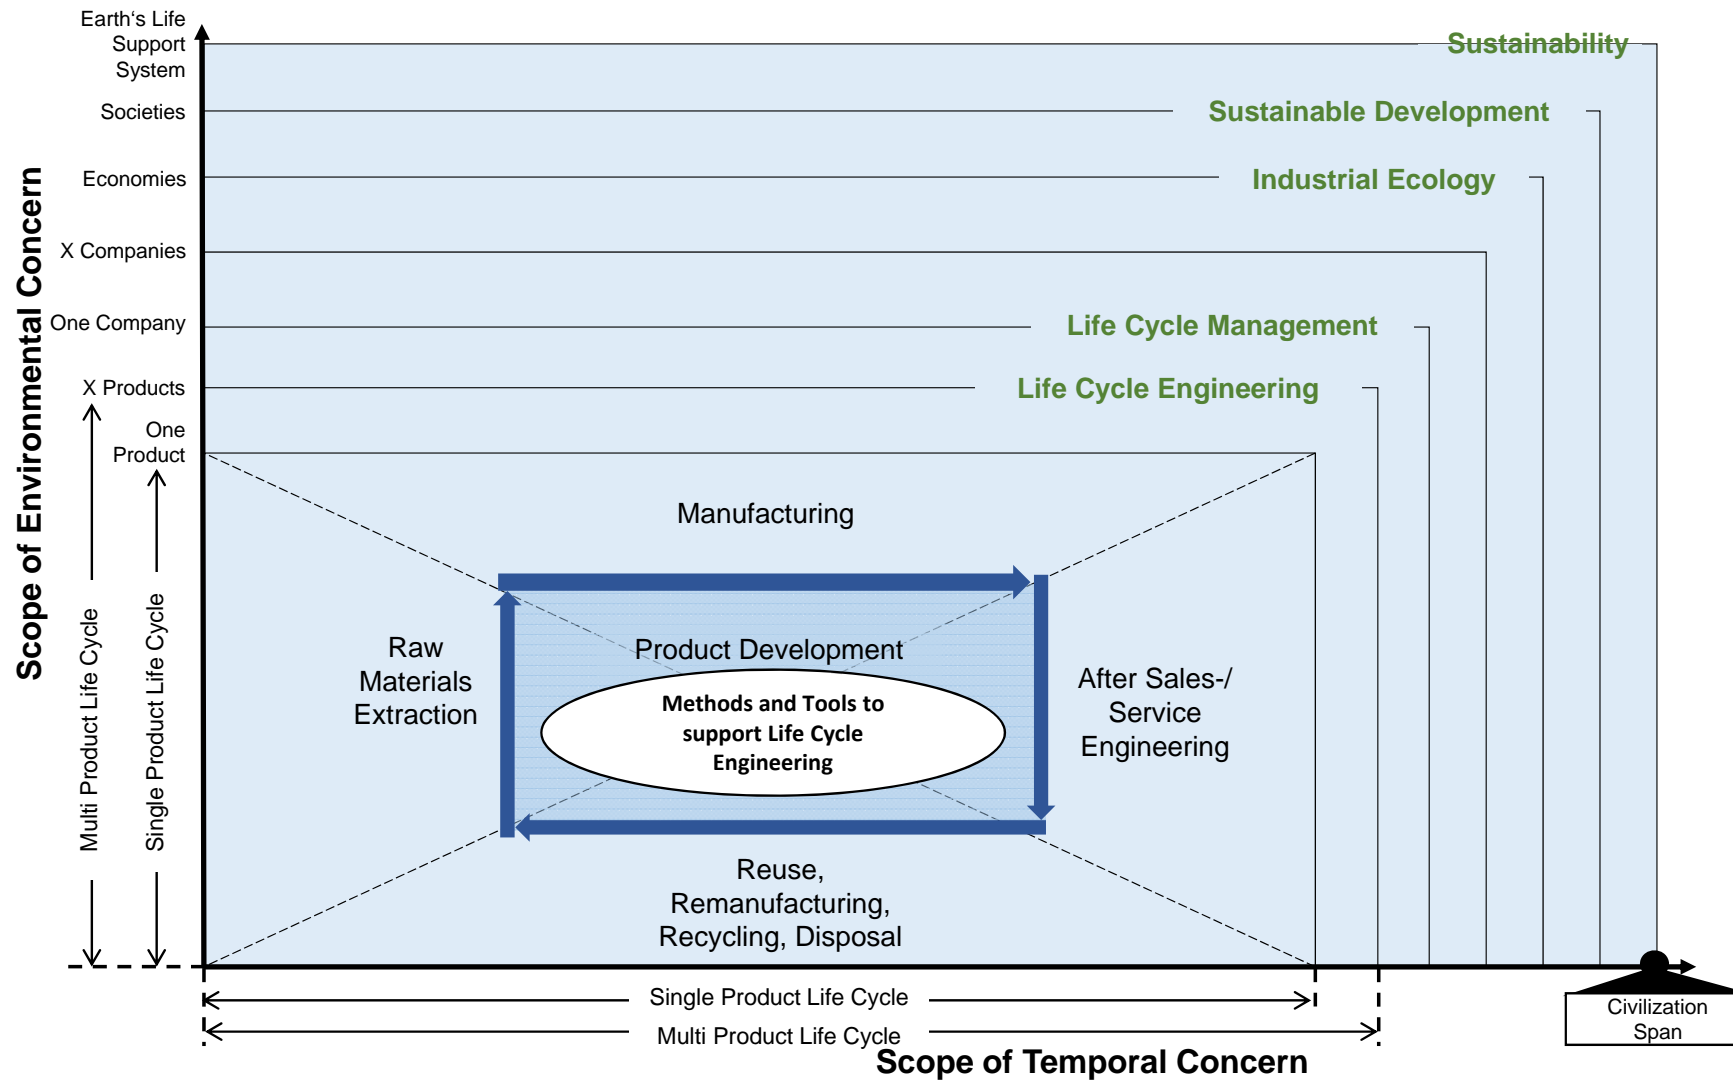 Earth‘s Life
Support
System
Sustainability
Societies
Sustainable Development
Economies
Industrial Ecology
X Companies
One Company
Life Cycle Management
X Products
Life Cycle Engineering
One
Product
Scope of Environmental Concern
Multi Product Life Cycle
Single Product Life Cycle
Manufacturing
Raw
Materials
Extraction
Product Development
Methods and Tools to
support Life Cycle
Engineering
After Sales-/
Service
Engineering
Reuse,
Remanufacturing,
Recycling, Disposal
Single Product Life Cycle
Multi Product Life Cycle
Scope of Temporal Concern
Civilization
Span